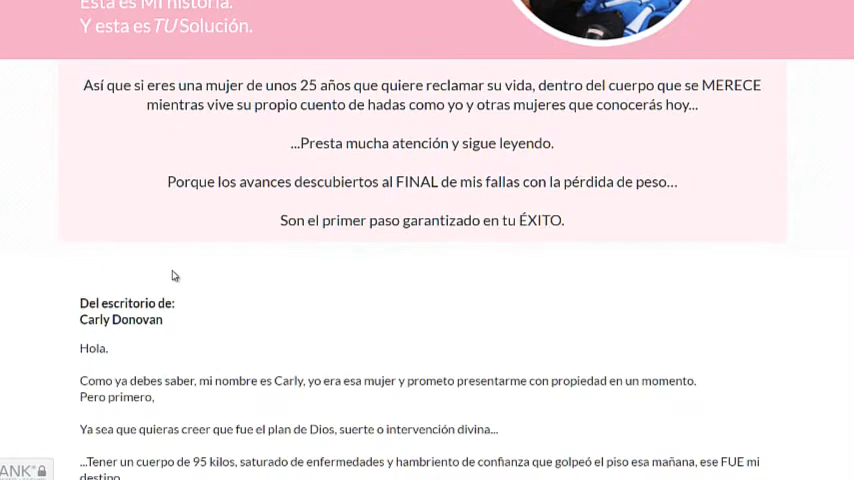 Esta es Mi historia.
Y esta es TU Solución.
Así que si eres una mujer de unos 25 años que quiere reclamar su vida, dentro del cuerpo que se MERECE
mientras vive su propio cuento de hadas como yo y otras mujeres que conocerás hoy...
...Presta mucha atención y sigue leyendo.
Porque los avances descubiertos al FINAL de mis fallas con la pérdida de peso...
Son el primer paso garantizado en tu ÉXITO.
Del escritorio de:
Carly Donovan
Hola.
Como ya debes saber, mi nombre es Carly, yo era esa mujer y prometo presentarme con propiedad en un momento.
Pero primero,
Ya sea que quieras creer que fue el plan de Dios, suerte o intervención divina...
...Tener un cuerpo de 95 kilos, saturado de enfermedades y hambriento de confianza que golpeó el piso esa mañana, ese FUE mi
destino